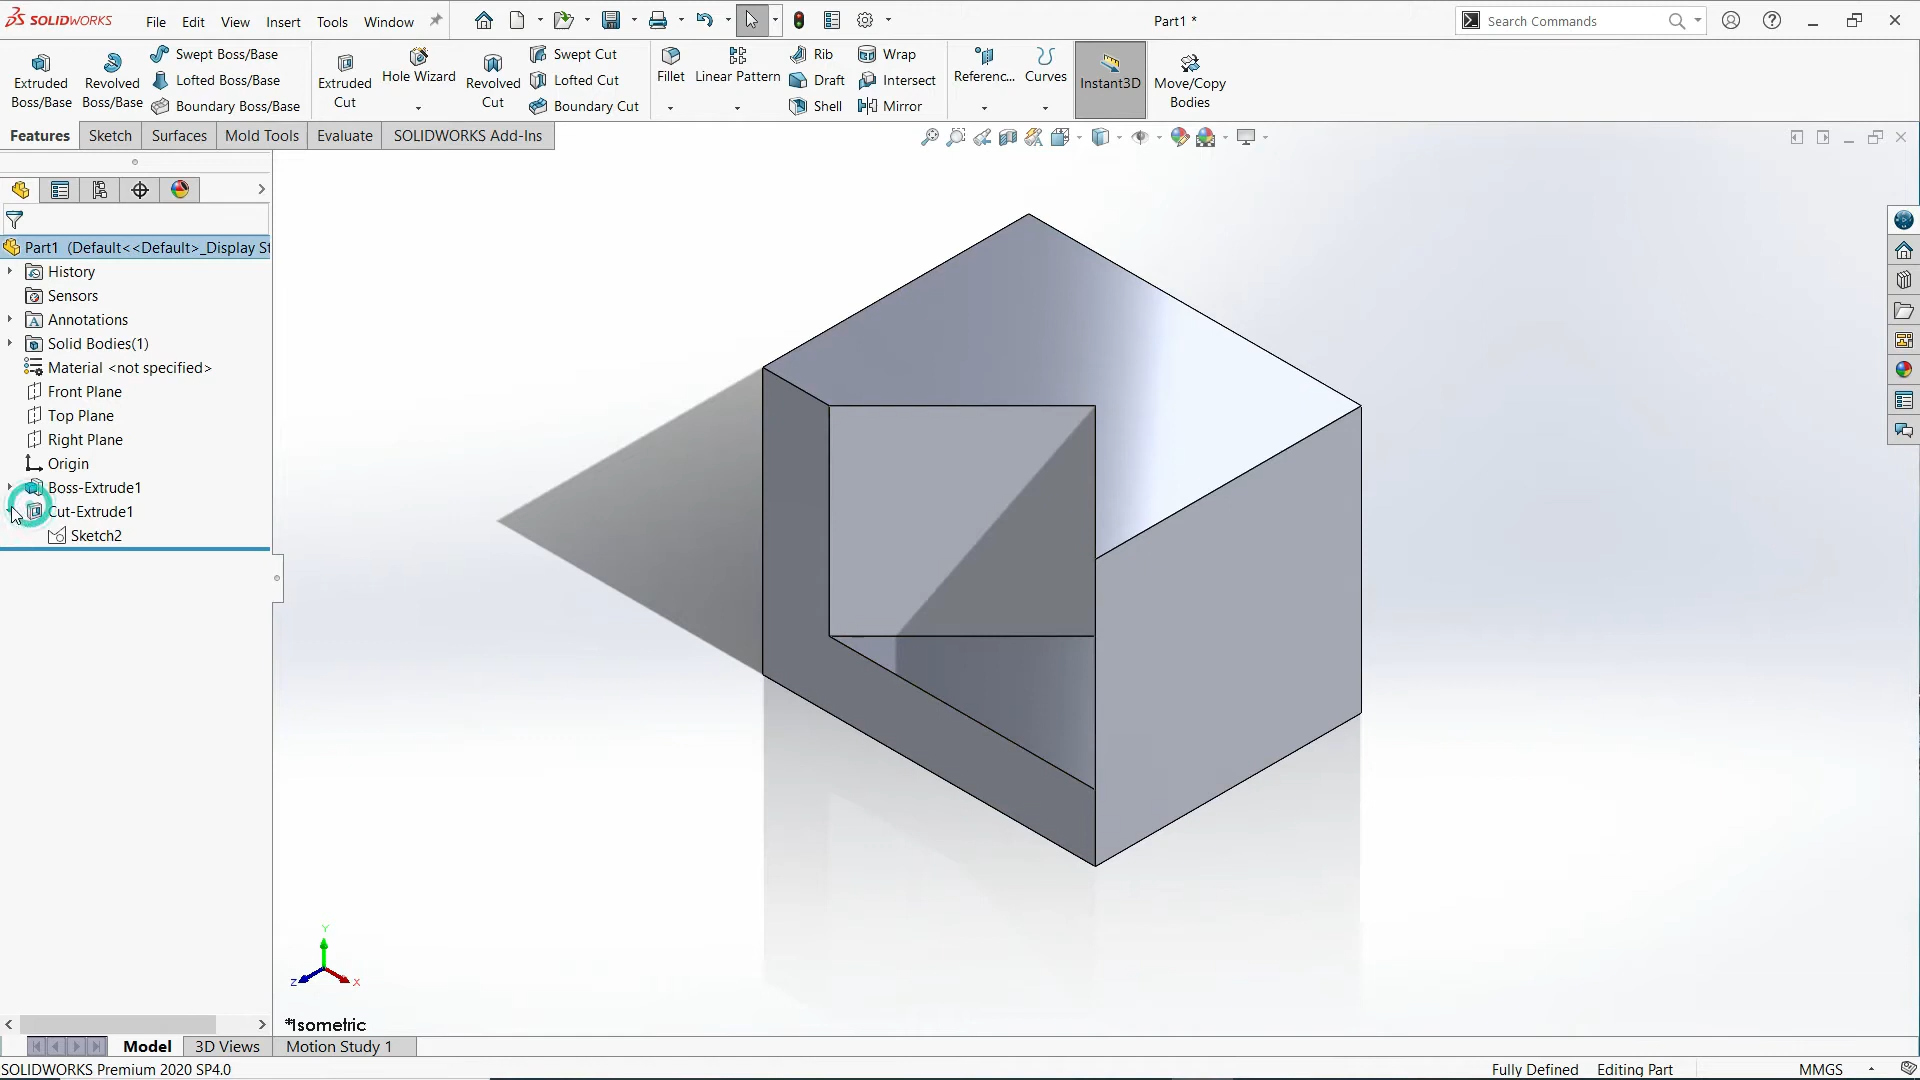 SOLIDWORKS File Edit View Insert Tools Window Part1 * Search Commands
Extruded Boss/Base
Revolved Boss/Base
Swept Boss/Base
Lofted Boss/Base
Boundary Boss/Base
Extruded Cut
Hole Wizard
Revolved Cut
Swept Cut
Lofted Cut
Boundary Cut
Fillet
Linear Pattern
Rib
Draft
Shell
Wrap
Intersect
Mirror
Referenc...
Curves
Instant3D
Move/Copy Bodies
Features Sketch Surfaces Mold Tools Evaluate SOLIDWORKS Add-Ins
Part1 (Default<<Default>_Display St
History
Sensors
Annotations
Solid Bodies(1)
Material <not specified>
Front Plane
Top Plane
Right Plane
Origin
Boss-Extrude1
Cut-Extrude1
Sketch2
Y
Z
X
*Isometric
Model 3D Views Motion Study 1
SOLIDWORKS Premium 2020 SP4.0 Fully Defined Editing Part MMGS